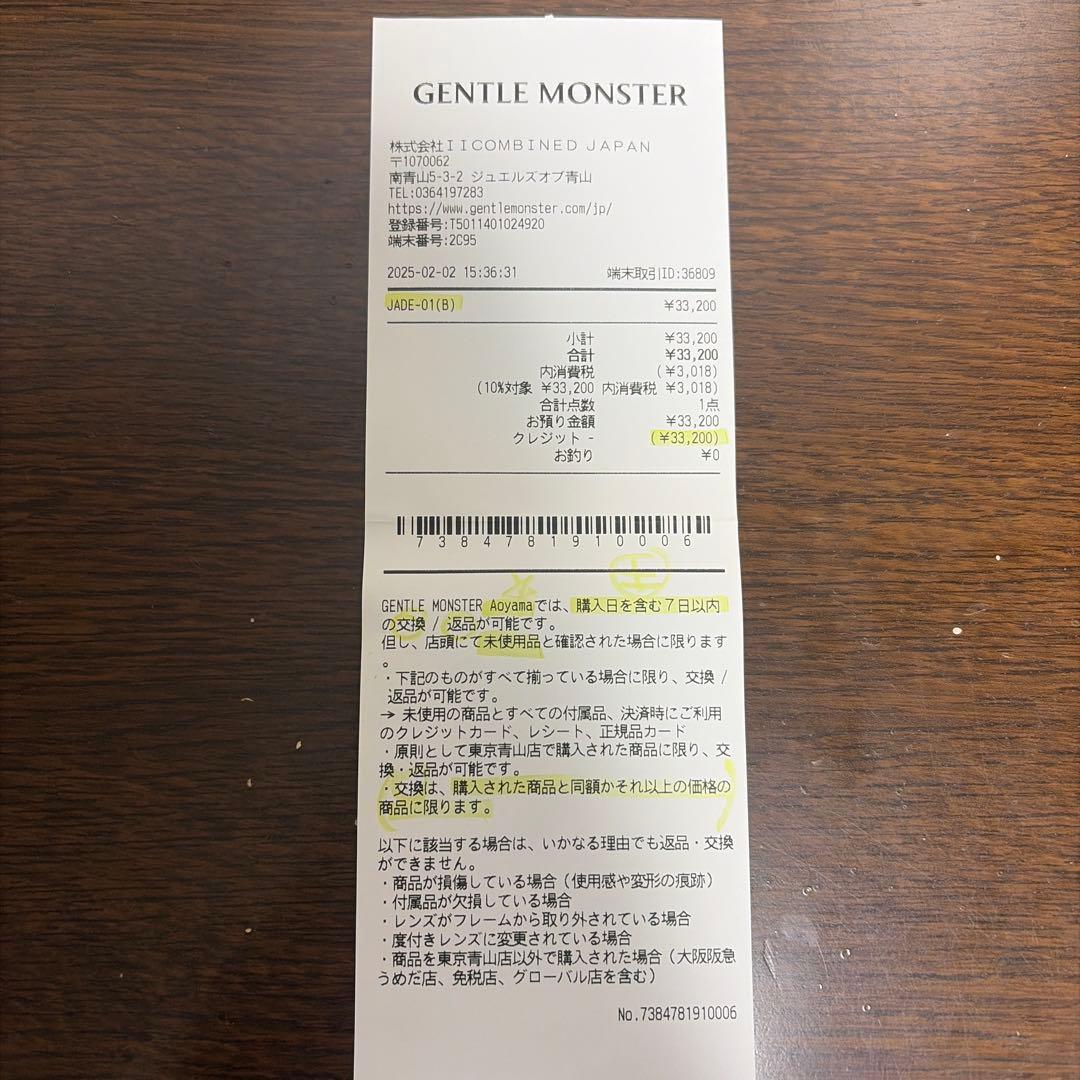 GENTLE MONSTER
株式会社ＩＩＣＯＭＢＩＮＥＤ ＪＡＰＡＮ
〒1070062
南青山5-3-2 ジュエルズオブ青山
TEL:0364197283
https://www.gentlemonster.com/jp/
登録番号:T5011401024920
端末番号:2C95
2025-02-02 15:36:31 端末取引ID:36809
JADE-01(B) ¥33,200
小計 ¥33,200
合計 ¥33,200
内消費税 (¥3,018)
(10%対象 ¥33,200 内消費税 ¥3,018)
合計点数 1点
お預り金額 ¥33,200
クレジット - (¥33,200)
お釣り ¥0
7384781910006
GENTLE MONSTER Aoyamaでは、購入日を含む７日以内
の交換 / 返品が可能です。
但し、店頭にて未使用品と確認された場合に限ります
。
・下記のものがすべて揃っている場合に限り、交換 /
返品が可能です。
→ 未使用の商品とすべての付属品、決済時にご利用
のクレジットカード、レシート、正規品カード
・原則として東京青山店で購入された商品に限り、交
換・返品が可能です。
・交換は、購入された商品と同額かそれ以上の価格の
商品に限ります。
以下に該当する場合は、いかなる理由でも返品・交換
ができません。
・商品が損傷している場合（使用感や変形の痕跡）
・付属品が欠損している場合
・レンズがフレームから取り外されている場合
・度付きレンズに変更されている場合
・商品を東京青山店以外で購入された場合（大阪阪急
うめだ店、免税店、グローバル店を含む）
No.7384781910006